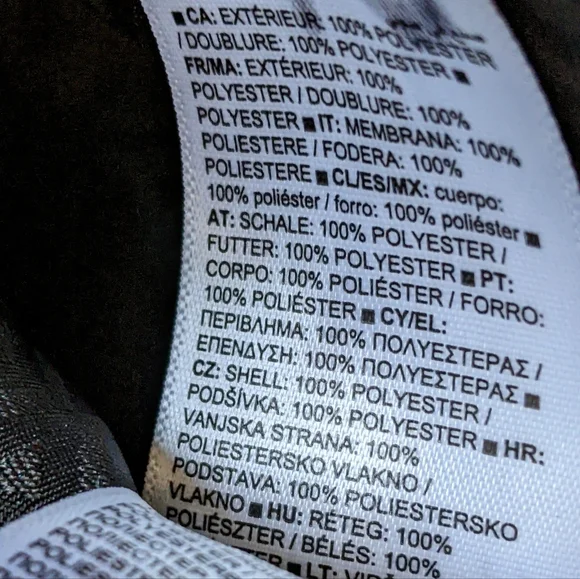 ■ CA: EXTÉRIEUR: 100% POLYESTER
/ DOUBLURE: 100% POLYESTER ■
FR/MA: EXTÉRIEUR: 100%
POLYESTER / DOUBLURE: 100%
POLYESTER ■ IT: MEMBRANA: 100%
POLIESTERE / FODERA: 100%
POLIESTERE ■ CL/ES/MX: cuerpo:
100% poliéster / forro: 100% poliéster ■
AT: SCHALE: 100% POLYESTER /
FUTTER: 100% POLYESTER ■ PT:
CORPO: 100% POLIÉSTER / FORRO:
100% POLIÉSTER ■ CY/EL:
ΠΕΡΙΒΛΗΜΑ: 100% ΠΟΛΥΕΣΤΕΡΑΣ /
ΕΠΕΝΔΥΣΗ: 100% ΠΟΛΥΕΣΤΕΡΑΣ ■
CZ: SHELL: 100% POLYESTER /
PODŠÍVKA: 100% POLYESTER ■ HR:
VANJSKA STRANA: 100%
POLIESTERSKO VLAKNO /
PODSTAVA: 100% POLIESTERSKO
VLAKNO ■ HU: RÉTEG: 100%
POLIÉSZTER / BÉLÉS: 100%
■ LT: